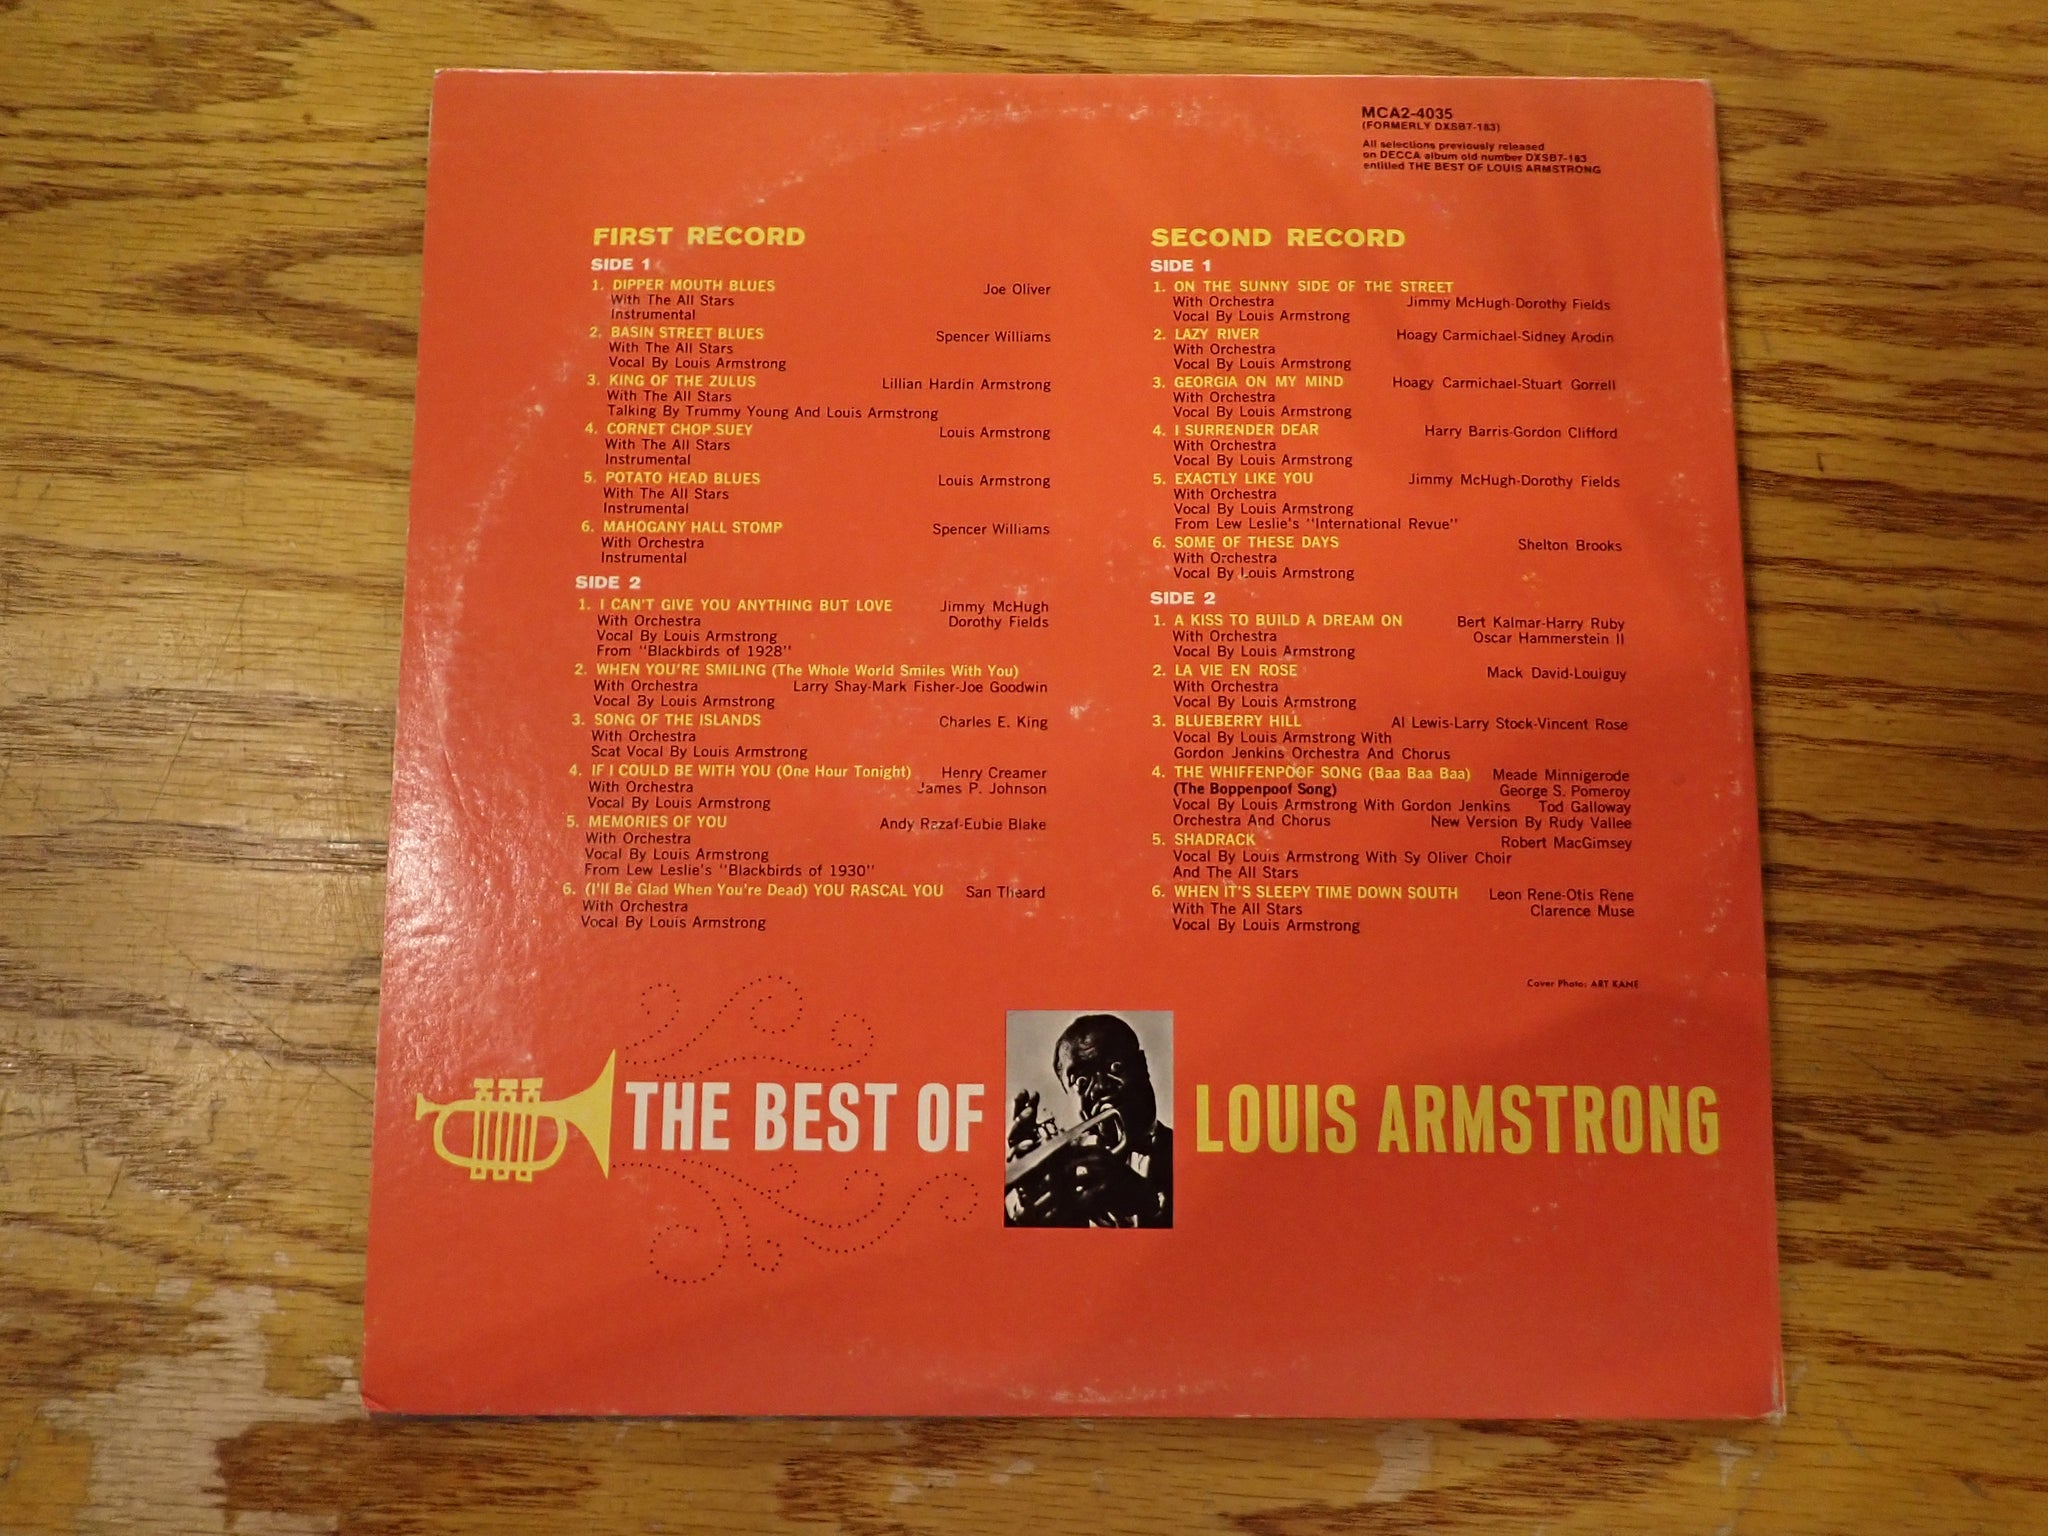 MCA2-4035
(FORMERLY DXSB7-183)
All selections previously released
on DECCA album old number DXSB7-183
entitled THE BEST OF LOUIS ARMSTRONG
FIRST RECORD
SIDE 1
1. DIPPER MOUTH BLUES Joe Oliver
With The All Stars
Instrumental
2. BASIN STREET BLUES Spencer Williams
With The All Stars
Vocal By Louis Armstrong
3. KING OF THE ZULUS Lillian Hardin Armstrong
With The All Stars
Talking By Trummy Young And Louis Armstrong
4. CORNET CHOP SUEY Louis Armstrong
With The All Stars
Instrumental
5. POTATO HEAD BLUES Louis Armstrong
With The All Stars
Instrumental
6. MAHOGANY HALL STOMP Spencer Williams
With Orchestra
Instrumental
SIDE 2
1. I CAN'T GIVE YOU ANYTHING BUT LOVE Jimmy McHugh
With Orchestra Dorothy Fields
Vocal By Louis Armstrong
From "Blackbirds of 1928"
2. WHEN YOU'RE SMILING (The Whole World Smiles With You)
With Orchestra Larry Shay-Mark Fisher-Joe Goodwin
Vocal By Louis Armstrong
3. SONG OF THE ISLANDS Charles E. King
With Orchestra
Scat Vocal By Louis Armstrong
4. IF I COULD BE WITH YOU (One Hour Tonight) Henry Creamer
With Orchestra James P. Johnson
Vocal By Louis Armstrong
5. MEMORIES OF YOU Andy Razaf-Eubie Blake
With Orchestra
Vocal By Louis Armstrong
From Lew Leslie's "Blackbirds of 1930"
6. (I'll Be Glad When You're Dead) YOU RASCAL YOU San Theard
With Orchestra
Vocal By Louis Armstrong
SECOND RECORD
SIDE 1
1. ON THE SUNNY SIDE OF THE STREET
With Orchestra Jimmy McHugh-Dorothy Fields
Vocal By Louis Armstrong
2. LAZY RIVER Hoagy Carmichael-Sidney Arodin
With Orchestra
Vocal By Louis Armstrong
3. GEORGIA ON MY MIND Hoagy Carmichael-Stuart Gorrell
With Orchestra
Vocal By Louis Armstrong
4. I SURRENDER DEAR Harry Barris-Gordon Clifford
With Orchestra
Vocal By Louis Armstrong
5. EXACTLY LIKE YOU Jimmy McHugh-Dorothy Fields
With Orchestra
Vocal By Louis Armstrong
From Lew Leslie's "International Revue"
6. SOME OF THESE DAYS Shelton Brooks
With Orchestra
Vocal By Louis Armstrong
SIDE 2
1. A KISS TO BUILD A DREAM ON Bert Kalmar-Harry Ruby
With Orchestra Oscar Hammerstein II
Vocal By Louis Armstrong
2. LA VIE EN ROSE Mack David-Louiguy
With Orchestra
Vocal By Louis Armstrong
3. BLUEBERRY HILL Al Lewis-Larry Stock-Vincent Rose
Vocal By Louis Armstrong With
Gordon Jenkins Orchestra And Chorus
4. THE WHIFFENPOOF SONG (Baa Baa Baa) Meade Minnigerode
(The Boppenpoof Song) George S. Pomeroy
Vocal By Louis Armstrong With Gordon Jenkins Tod Galloway
Orchestra And Chorus New Version By Rudy Vallee
5. SHADRACK Robert MacGimsey
Vocal By Louis Armstrong With Sy Oliver Choir
And The All Stars
6. WHEN IT'S SLEEPY TIME DOWN SOUTH Leon Rene-Otis Rene
With The All Stars Clarence Muse
Vocal By Louis Armstrong
Cover Photo: ART KANE
THE BEST OF LOUIS ARMSTRONG